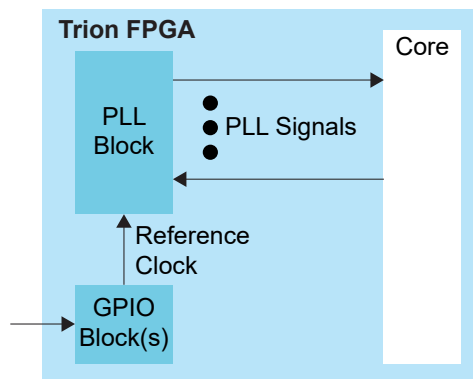 Trion FPGA
Core
PLL
Block
PLL Signals
Reference
Clock
GPIO
Block(s)